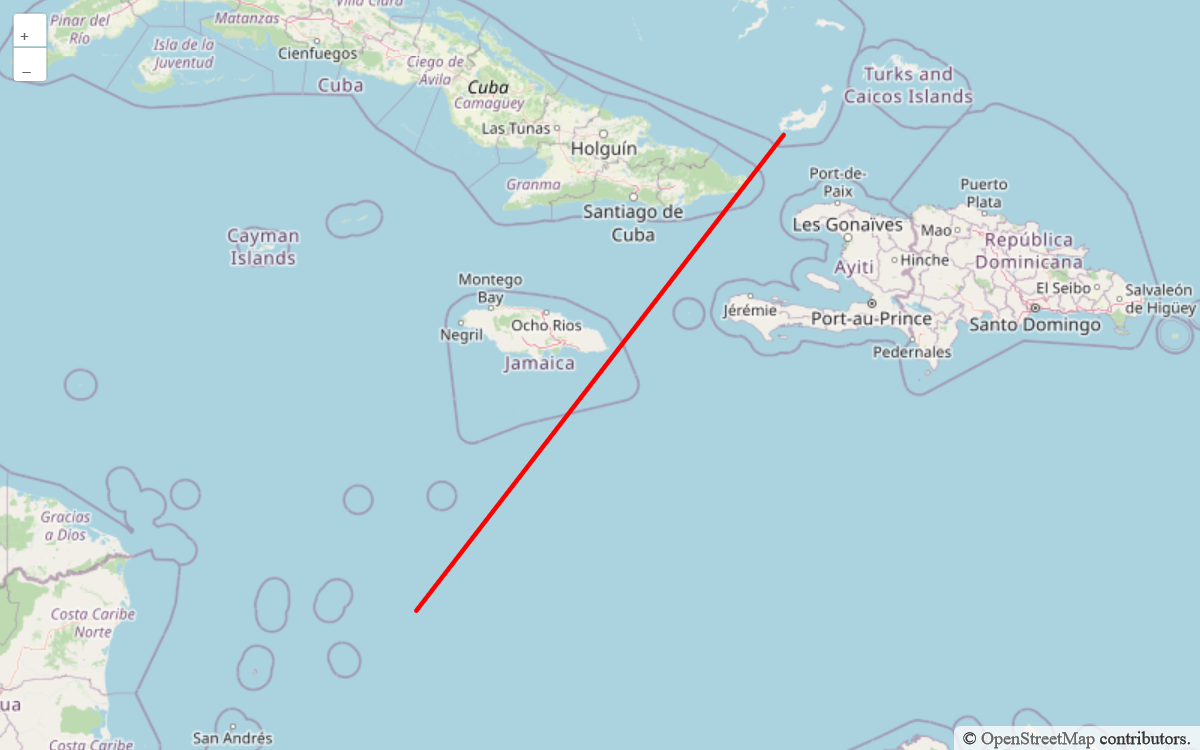 +
–
Pinar del
Río
Matanzas
Villa Clara
Isla de la
Juventud
Cienfuegos
Cuba
Ciego de
Ávila
Cuba
Camagüey
Las Tunas
Holguín
Granma
Santiago de
Cuba
Turks and
Caicos Islands
Port-de-
Paix
Puerto
Plata
Les Gonaïves
Mao
República
Dominicana
Ayiti
Hinche
El Seibo
Salvaleón
de Higüey
Jérémie
Port-au-Prince
Santo Domingo
Pedernales
Cayman
Islands
Montego
Bay
Negril
Ocho Rios
Jamaica
Gracias
a Dios
Costa Caribe
Norte
ua
San Andrés
Costa Caribe
© OpenStreetMap contributors.